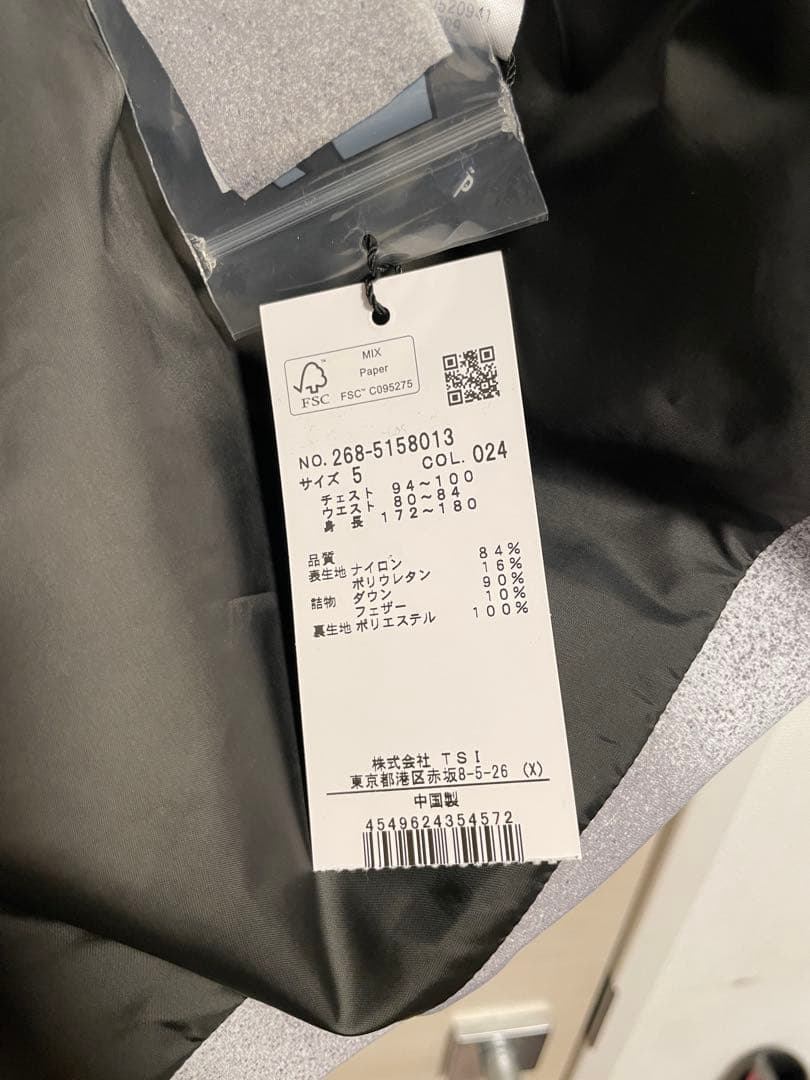 520941
MIX
Paper
FSC
FSC™ C095275
NO. 268-5158013
サイズ 5 COL. 024
チェスト 94～100
ウエスト 80～84
身長 172～180
品質
表生地 ナイロン 84%
ポリウレタン 16%
詰物 ダウン 90%
フェザー 10%
裏生地 ポリエステル 100%
株式会社 TSI
東京都港区赤坂8-5-26 (X)
中国製
4549624354572